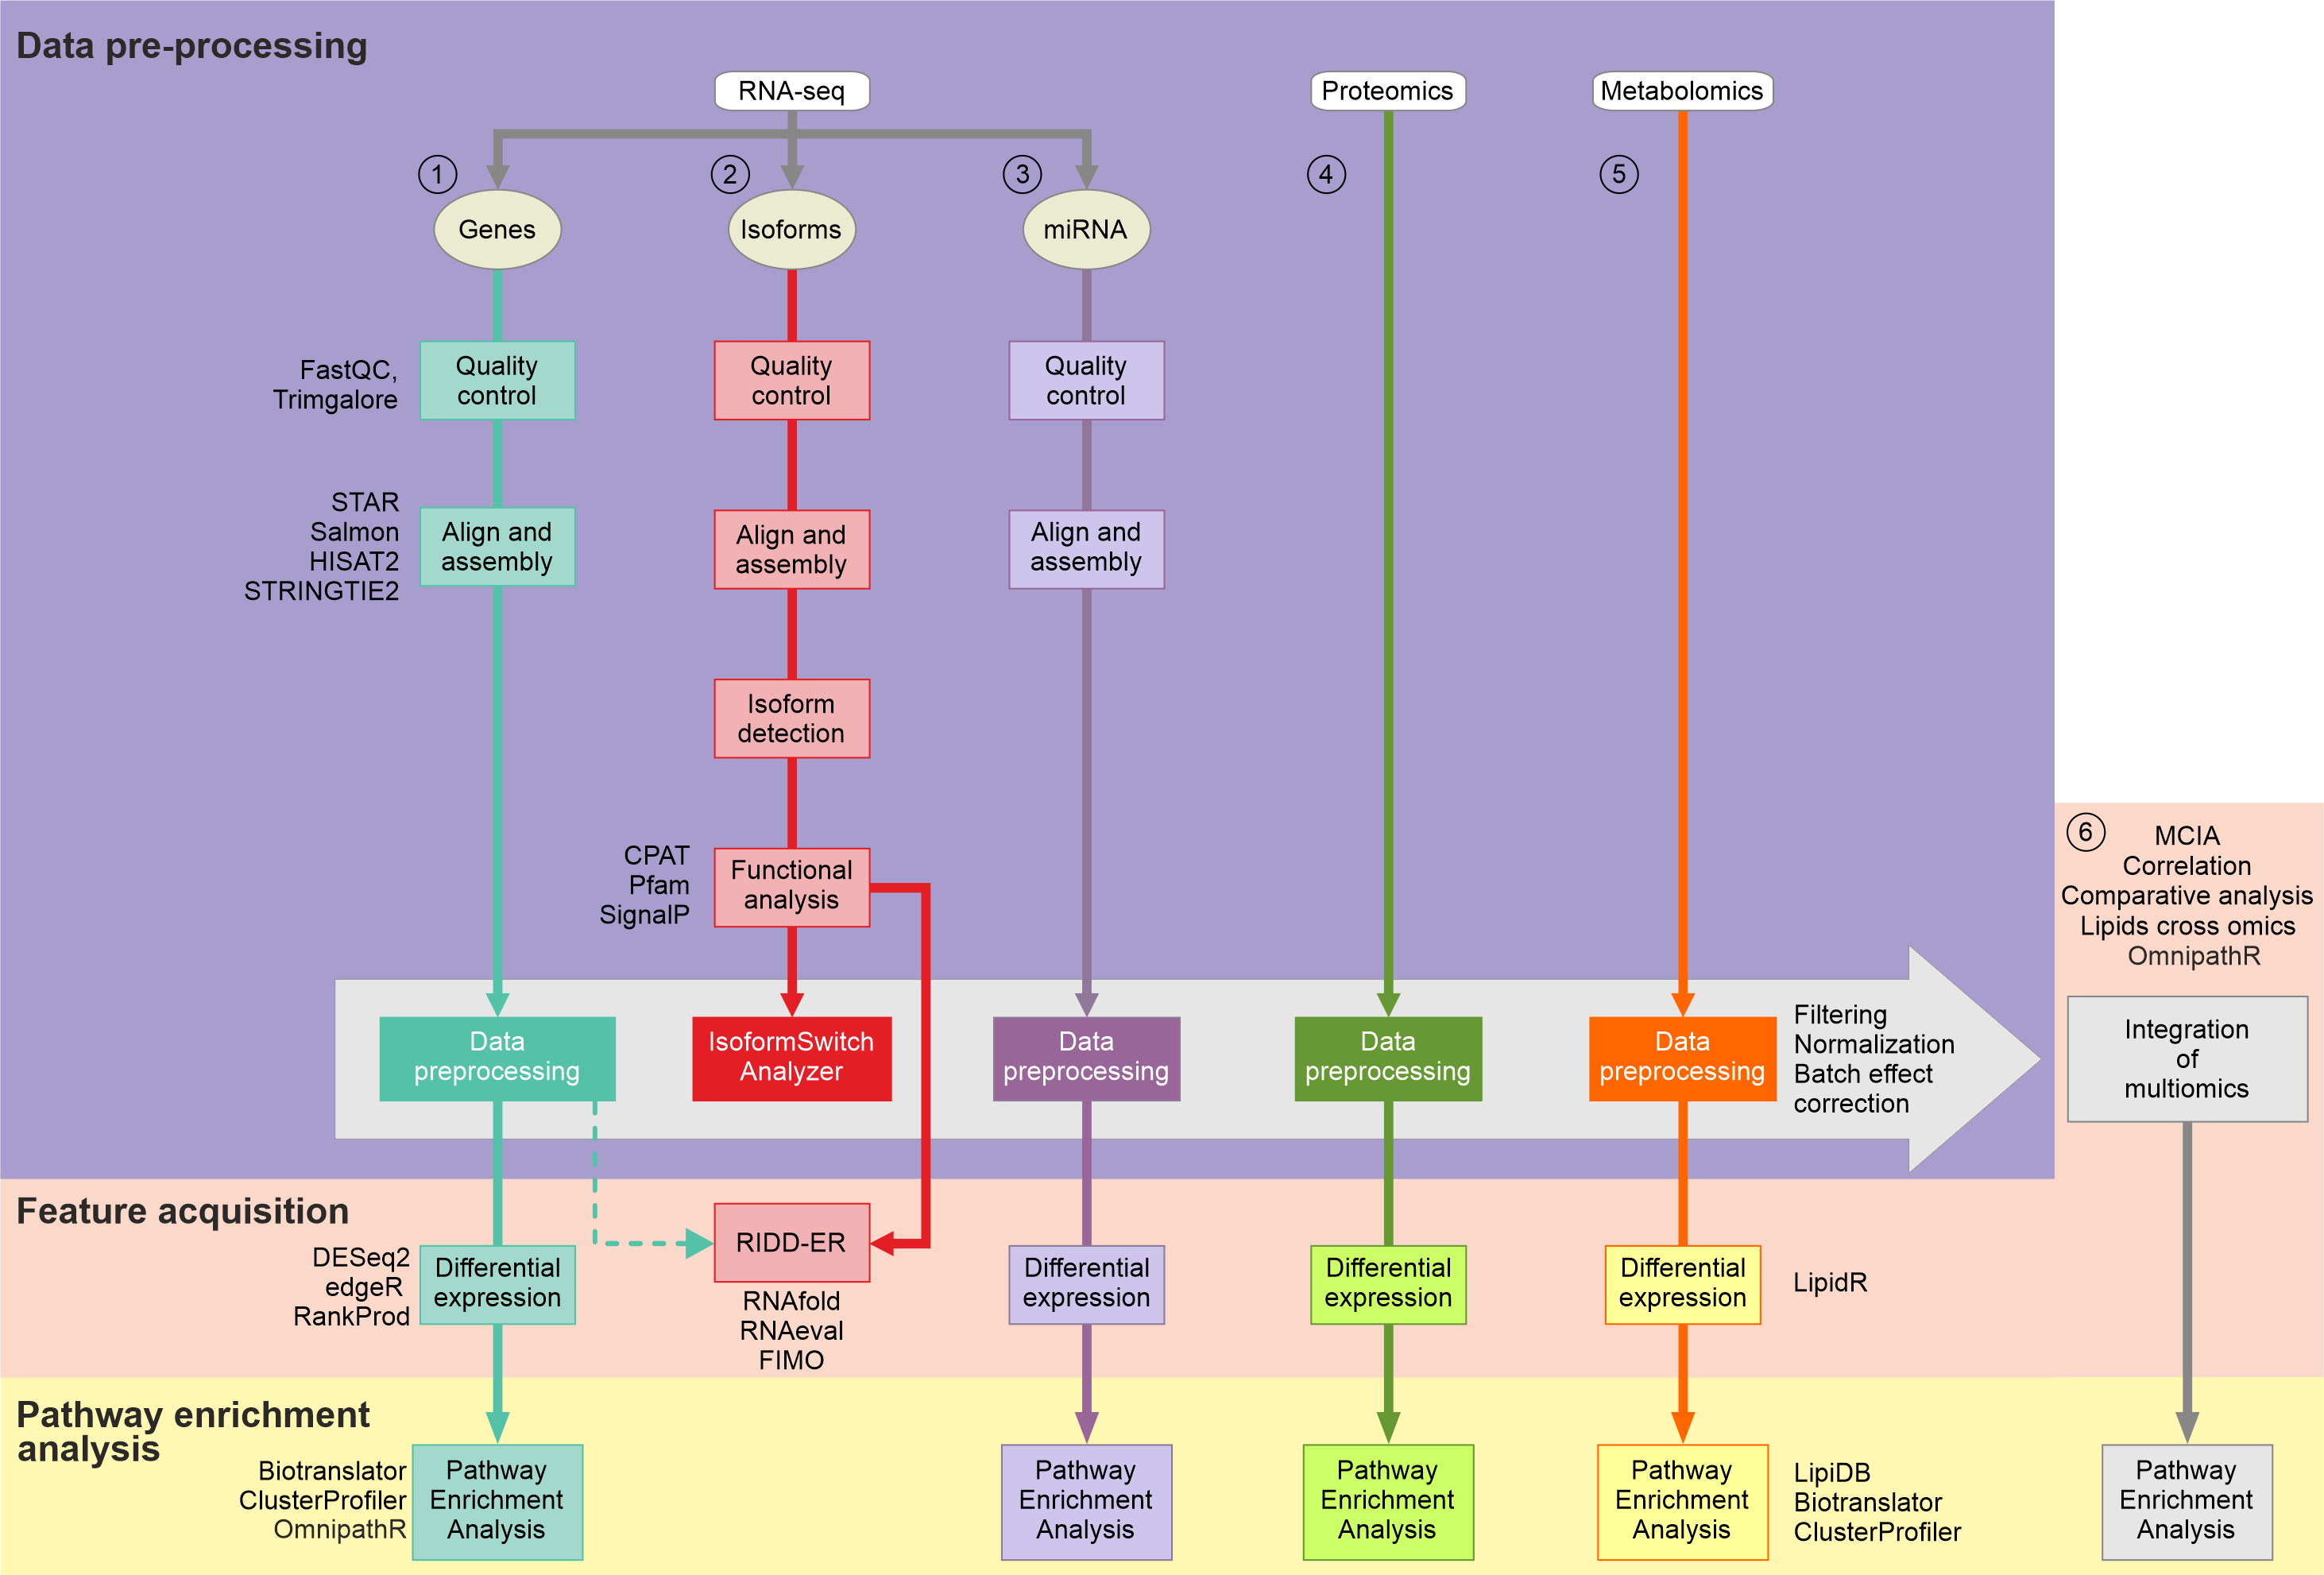 Data pre-processing
RNA-seq
Proteomics
Metabolomics
1
2
3
4
5
Genes
Isoforms
miRNA
FastQC,
Trimgalore
Quality
control
Quality
control
Quality
control
STAR
Salmon
HISAT2
STRINGTIE2
Align and
assembly
Align and
assembly
Align and
assembly
Isoform
detection
CPAT
Pfam
SignalP
Functional
analysis
6
MCIA
Correlation
Comparative analysis
Lipids cross omics
OmnipathR
Data
preprocessing
IsoformSwitch
Analyzer
Data
preprocessing
Data
preprocessing
Data
preprocessing
Filtering
Normalization
Batch effect
correction
Integration
of
multiomics
Feature acquisition
DESeq2
edgeR
RankProd
Differential
expression
RIDD-ER
RNAfold
RNAeval
FIMO
Differential
expression
Differential
expression
Differential
expression
LipidR
Pathway enrichment
analysis
Biotranslator
ClusterProfiler
OmnipathR
Pathway
Enrichment
Analysis
Pathway
Enrichment
Analysis
Pathway
Enrichment
Analysis
Pathway
Enrichment
Analysis
LipiDB
Biotranslator
ClusterProfiler
Pathway
Enrichment
Analysis